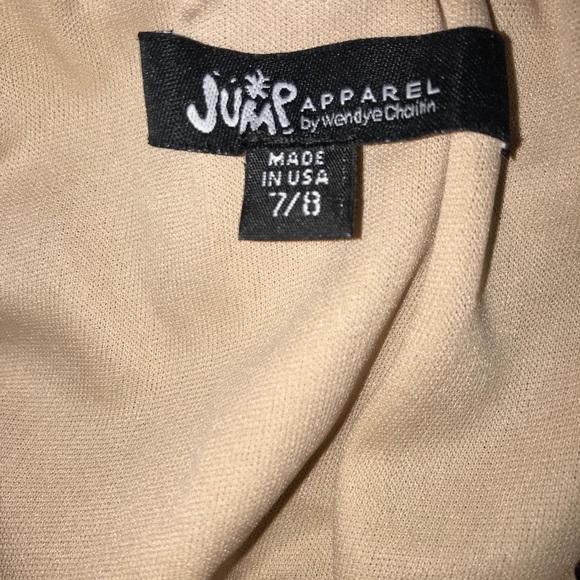 JUMP APPAREL
by Wendye Chaitin
MADE
IN USA
7/8